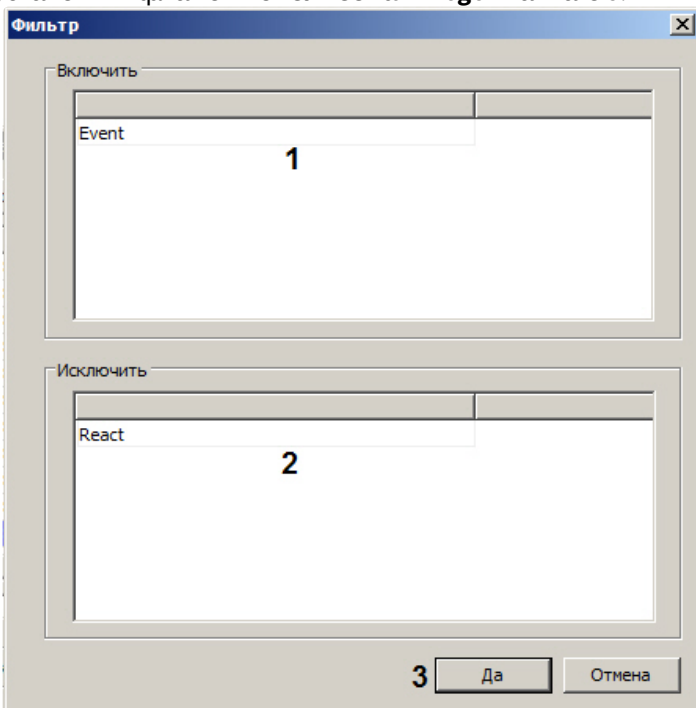 Фильтр
Включить
Event
1
Исключить
React
2
3 Да Отмена